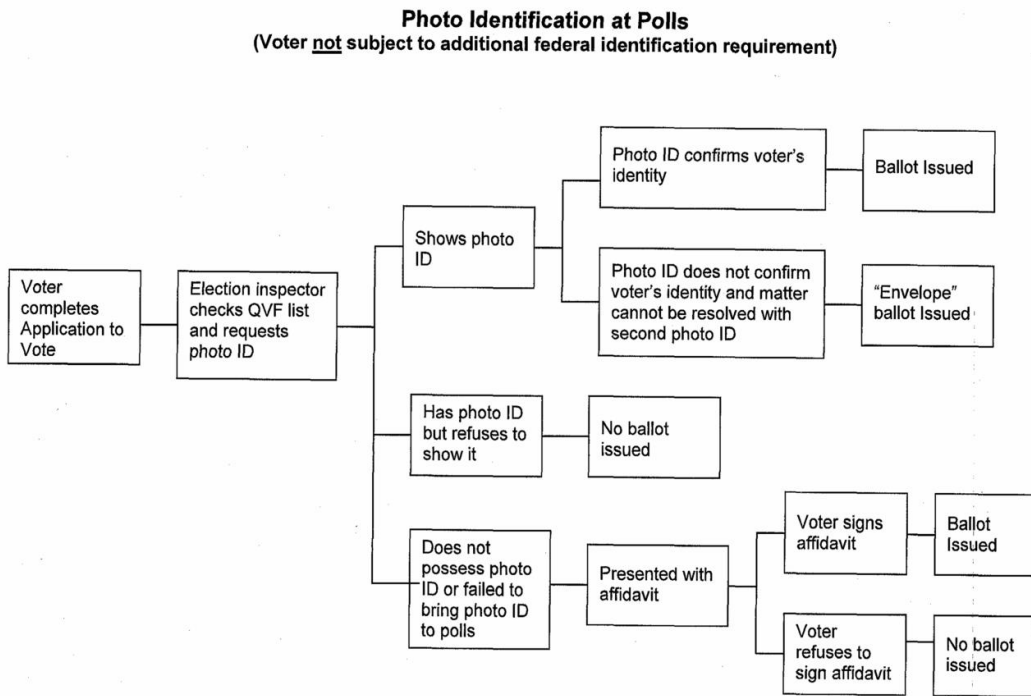 Photo Identification at Polls
(Voter not subject to additional federal identification requirement)
Photo ID confirms voter's
identity
Ballot Issued
Shows photo
ID
Photo ID does not confirm
voter's identity and matter
cannot be resolved with
second photo ID
"Envelope"
ballot Issued
Voter
completes
Application to
Vote
Election inspector
checks QVF list
and requests
photo ID
Has photo ID
but refuses to
show it
No ballot
issued
Does not
possess photo
ID or failed to
bring photo ID
to polls
Presented with
affidavit
Voter signs
affidavit
Ballot
Issued
Voter
refuses to
sign affidavit
No ballot
issued